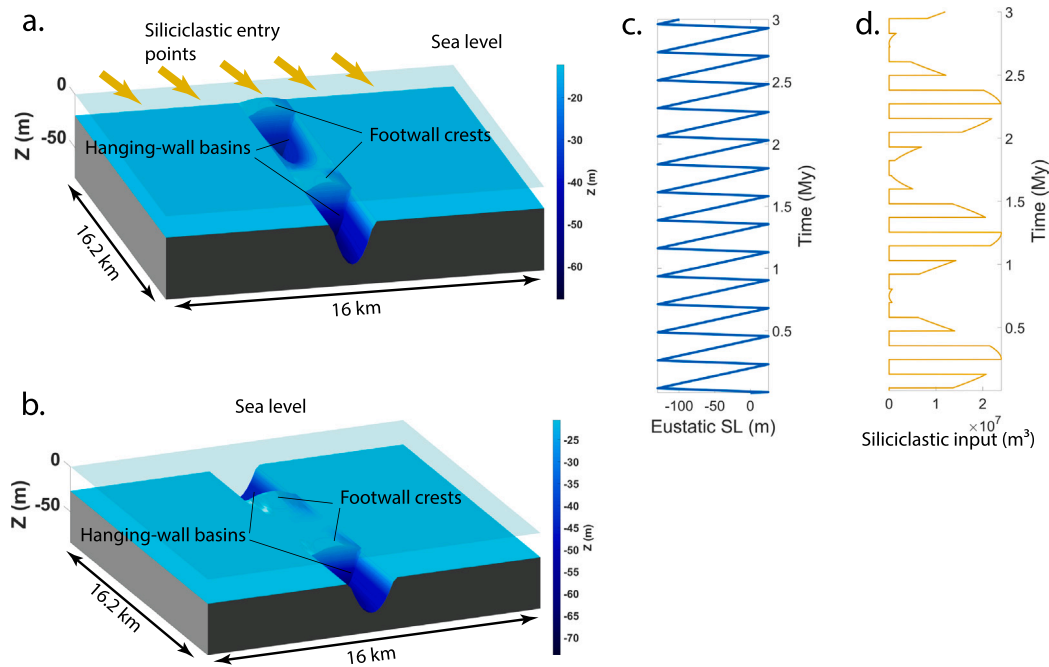 a.
Siliciclastic entry
points
Sea level
0
-50
Z (m)
Footwall crests
Hanging-wall basins
16.2 km
16 km
-20
-30
-40
-50
-60
Z (m)
b.
Sea level
0
-50
Z (m)
Footwall crests
Hanging-wall basins
16.2 km
16 km
-25
-30
-35
-40
-45
-50
-55
-60
-65
-70
Z (m)
c.
3
2.5
2
1.5
1
0.5
Time (My)
-100 -50 0
Eustatic SL (m)
d.
3
2.5
2
1.5
1
0.5
Time (My)
0 1 2
×10⁷
Siliciclastic input (m³)